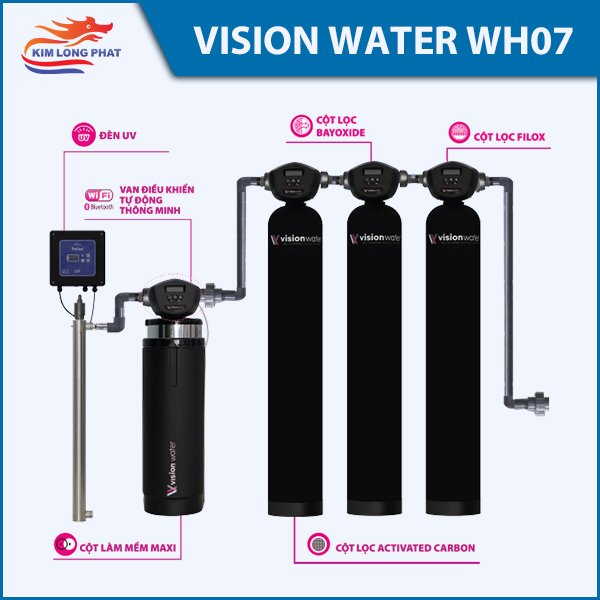 KIM LONG PHAT
VISION WATER WH07
ĐÈN UV
UV
CỘT LỌC
BAYOXIDE
CỘT LỌC FILOX
WiFi
Bluetooth
VAN ĐIỀU KHIỂN
TỰ ĐỘNG
THÔNG MINH
UV
visionwater
visionwater
visionwater
vision water
CỘT LÀM MỀM MAXI
CỘT LỌC ACTIVATED CARBON